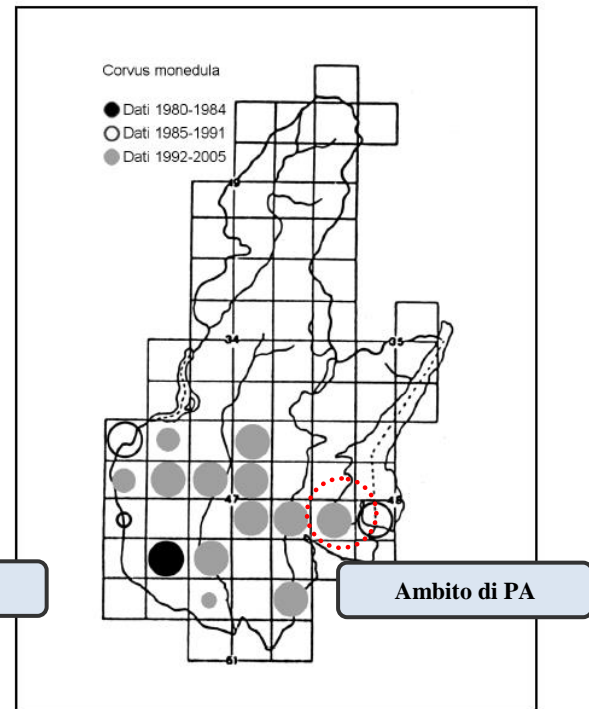 Corvus monedula
Dati 1980-1984
Dati 1985-1991
Dati 1992-2005
49
34
35
47
48
Ambito di PA
51